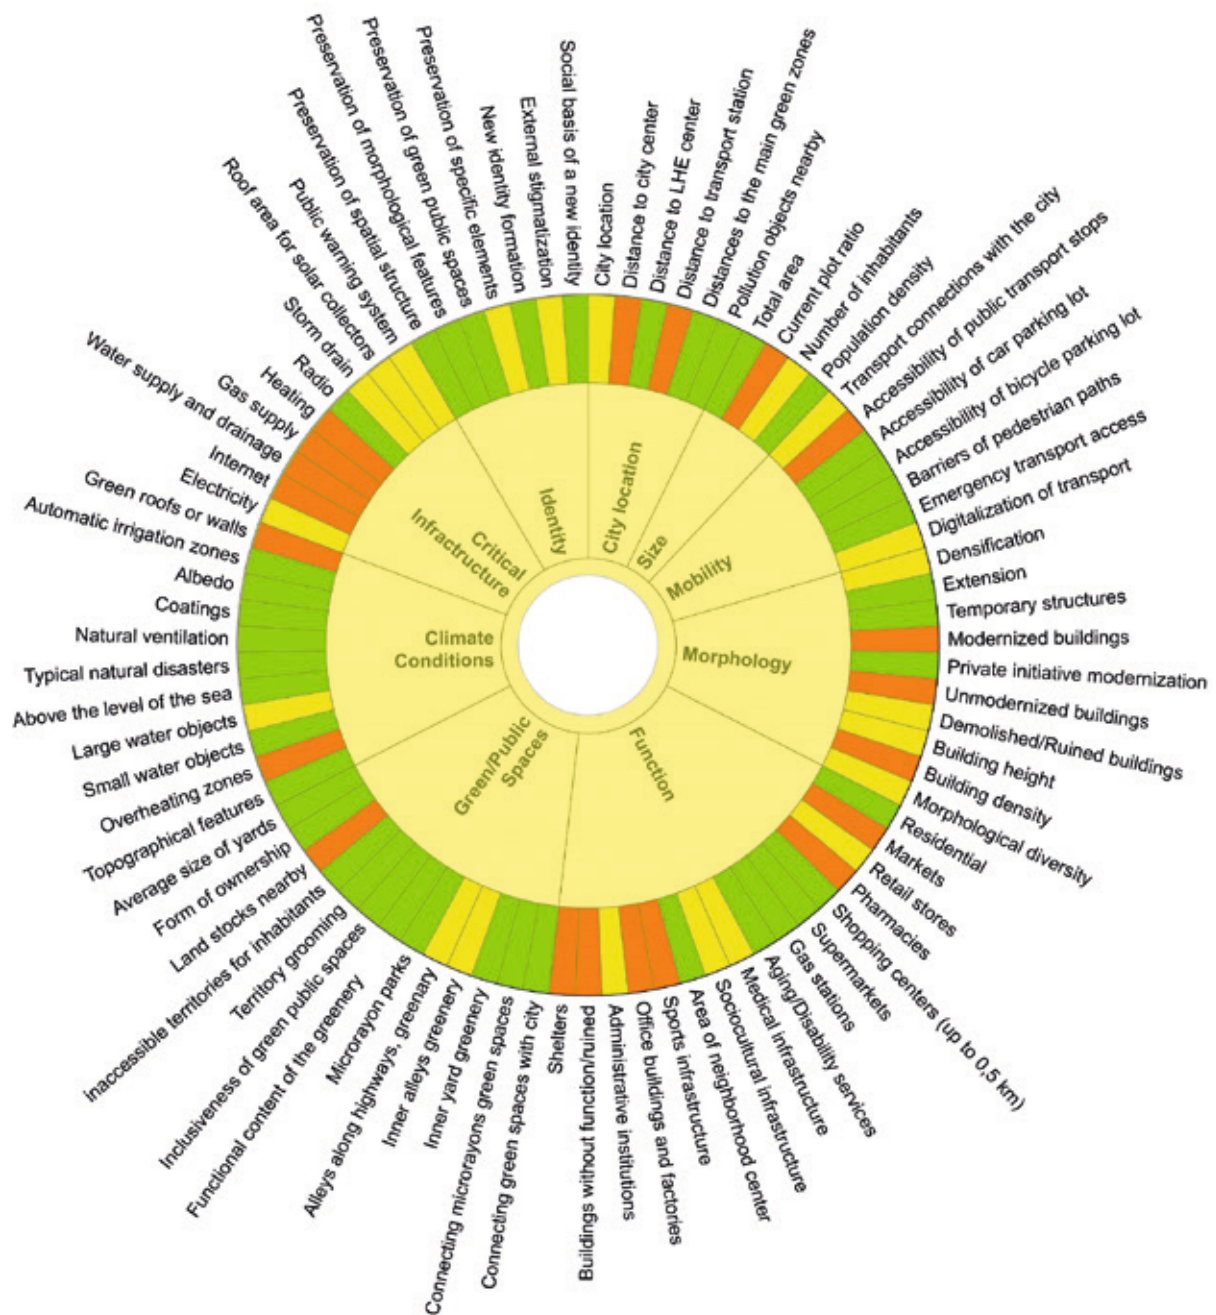 Social basis of a new identity
City location
Distance to city center
Distance to LHE center
Distance to transport station
Distances to the main green zones
Pollution objects nearby
Total area
Current plot ratio
Number of inhabitants
Population density
Transport connections with the city
Accessibility of public transport stops
Accessibility of car parking lot
Accessibility of bicycle parking lot
Barriers of pedestrian paths
Emergency transport access
Digitalization of transport
Densification
Extension
Temporary structures
Modernized buildings
Private initiative modernization
Unmodernized buildings
Demolished/Ruined buildings
Building height
Building density
Morphological diversity
Residential
Markets
Retail stores
Pharmacies
Shopping centers (up to 0,5 km)
Supermarkets
Gas stations
Aging/Disability services
Medical infrastructure
Sociocultural infrastructure
Area of neighborhood center
Sports infrastructure
Office buildings and factories
Administrative institutions
Buildings without function/ruined
Shelters
Connecting green spaces with city
Connecting microrayons green spaces
Inner yard greenery
Inner alleys greenery
Alleys along highways, greenary
Microrayon parks
Functional content of the greenery
Inclusiveness of green public spaces
Territory grooming
Inaccessible territories for inhabitants
Land stocks nearby
Form of ownership
Average size of yards
Topographical features
Overheating zones
Small water objects
Large water objects
Above the level of the sea
Typical natural disasters
Natural ventilation
Coatings
Albedo
Automatic irrigation zones
Green roofs or walls
Electricity
Internet
Water supply and drainage
Gas supply
Heating
Radio
Storm drain
Roof area for solar collectors
Public warning system
Preservation of spatial structure
Preservation of morphological features
Preservation of green public spaces
Preservation of specific elements
New identity formation
External stigmatization
City location
Size
Mobility
Morphology
Function
Green/Public
Spaces
Climate
Conditions
Critical
Infrastructure
Identity